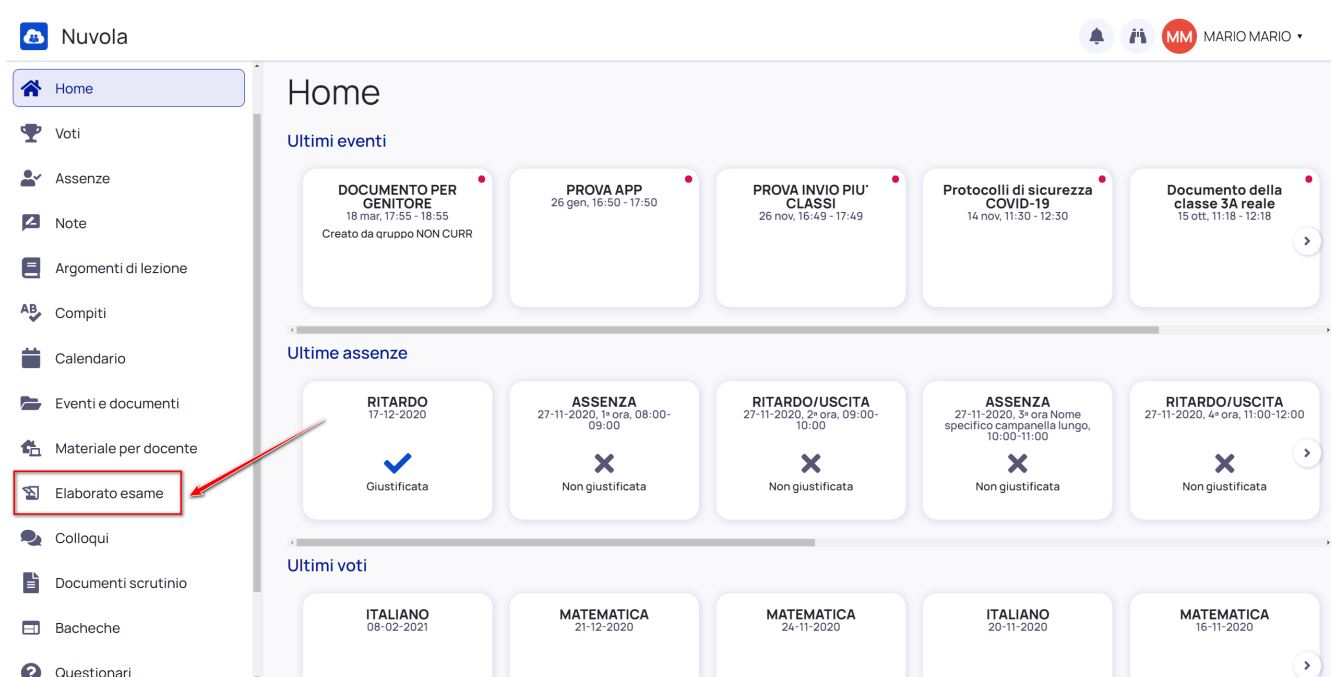 Nuvola
MM
MARIO MARIO
Home
Voti
Assenze
Note
Argomenti di lezione
AB
Compiti
Calendario
Eventi e documenti
Materiale per docente
Elaborato esame
Colloqui
Documenti scrutinio
Bacheche
Questionari
Home
Ultimi eventi
DOCUMENTO PER
GENITORE
18 mar, 17:55 - 18:55
Creato da gruppo NON CURR
PROVA APP
26 gen, 16:50 - 17:50
PROVA INVIO PIU'
CLASSI
26 nov, 16:49 - 17:49
Protocolli di sicurezza
COVID-19
14 nov, 11:30 - 12:30
Documento della
classe 3A reale
15 ott, 11:18 - 12:18
Ultime assenze
RITARDO
17-12-2020
Giustificata
ASSENZA
27-11-2020, 1ª ora, 08:00-
09:00
Non giustificata
RITARDO/USCITA
27-11-2020, 2ª ora, 09:00-
10:00
Non giustificata
ASSENZA
27-11-2020, 3ª ora Nome
specifico campanella lungo,
10:00-11:00
Non giustificata
RITARDO/USCITA
27-11-2020, 4ª ora, 11:00-12:00
Non giustificata
Ultimi voti
ITALIANO
08-02-2021
MATEMATICA
21-12-2020
MATEMATICA
24-11-2020
ITALIANO
20-11-2020
MATEMATICA
16-11-2020